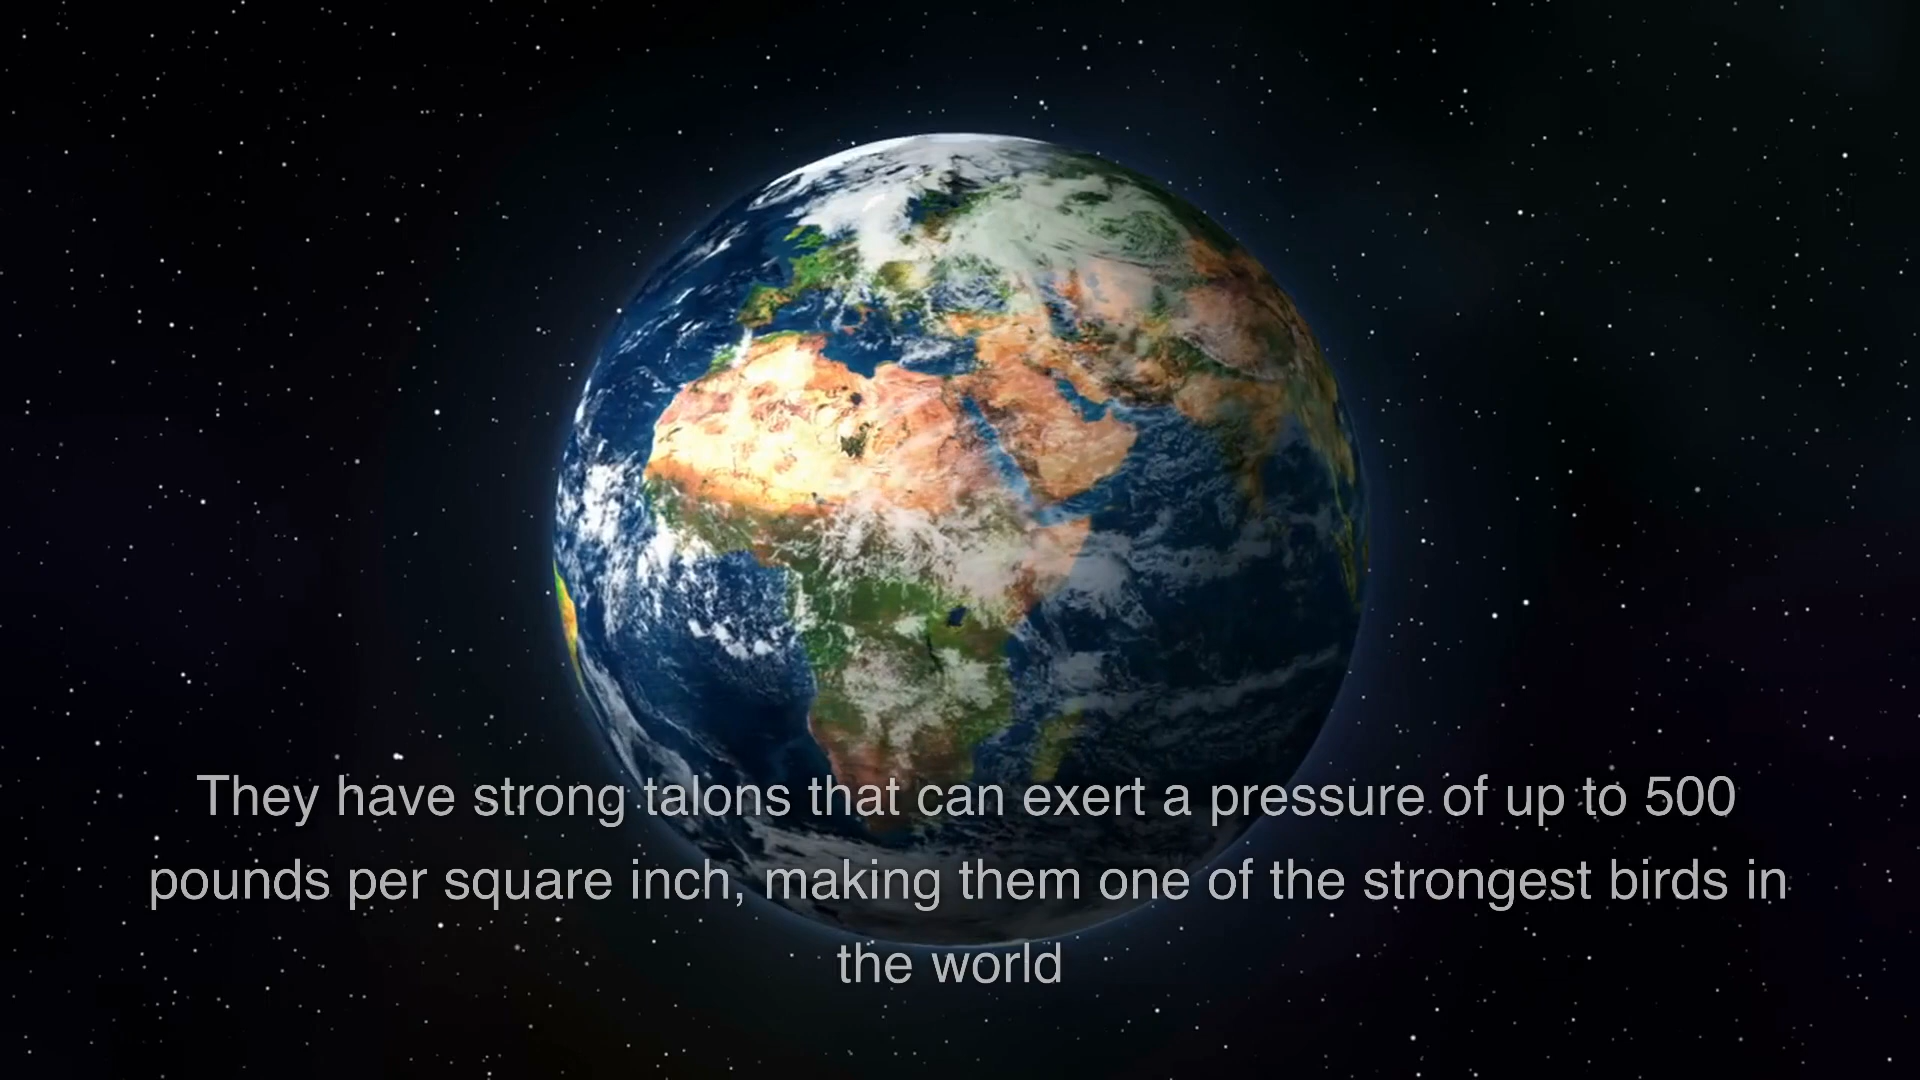 They have strong talons that can exert a pressure of up to 500
pounds per square inch, making them one of the strongest birds in
the world